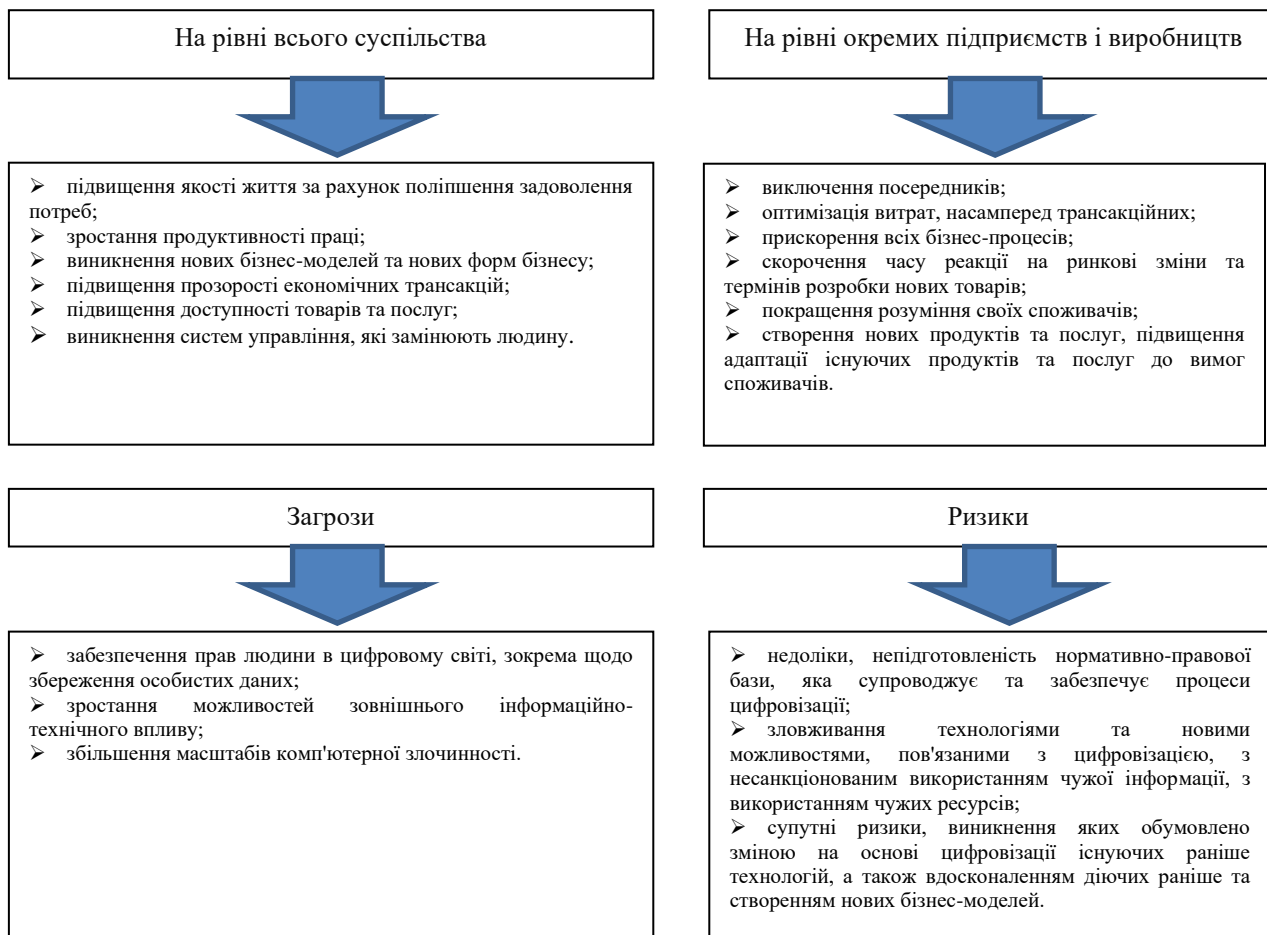 На рівні всього суспільства
➢ підвищення якості життя за рахунок поліпшення задоволення
потреб;
➢ зростання продуктивності праці;
➢ виникнення нових бізнес-моделей та нових форм бізнесу;
➢ підвищення прозорості економічних трансакцій;
➢ підвищення доступності товарів та послуг;
➢ виникнення систем управління, які замінюють людину.
На рівні окремих підприємств і виробництв
➢ виключення посередників;
➢ оптимізація витрат, насамперед трансакційних;
➢ прискорення всіх бізнес-процесів;
➢ скорочення часу реакції на ринкові зміни та
термінів розробки нових товарів;
➢ покращення розуміння своїх споживачів;
➢ створення нових продуктів та послуг, підвищення
адаптації існуючих продуктів та послуг до вимог
споживачів.
Загрози
➢ забезпечення прав людини в цифровому світі, зокрема щодо
збереження особистих даних;
➢ зростання можливостей зовнішнього інформаційно-
технічного впливу;
➢ збільшення масштабів комп'ютерної злочинності.
Ризики
➢ недоліки, непідготовленість нормативно-правової
бази, яка супроводжує та забезпечує процеси
цифровізації;
➢ зловживання технологіями та новими
можливостями, пов'язаними з цифровізацією, з
несанкціонованим використанням чужої інформації, з
використанням чужих ресурсів;
➢ супутні ризики, виникнення яких обумовлено
зміною на основі цифровізації існуючих раніше
технологій, а також вдосконаленням діючих раніше та
створенням нових бізнес-моделей.